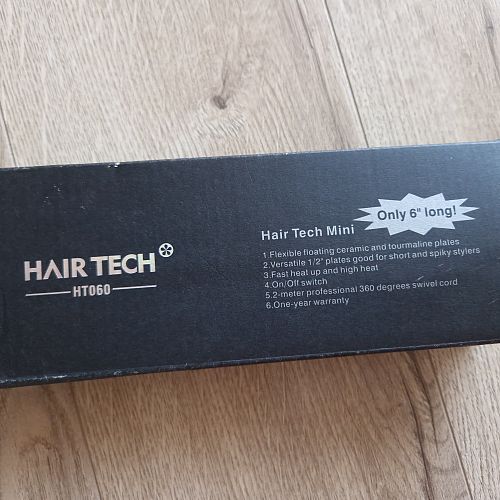 HAIR TECH
HT060
Only 6" long!
Hair Tech Mini
1.Flexible floating ceramic and tourmaline plates
2.Versatile 1/2" plates good for short and spiky stylers
3.Fast heat up and high heat
4.On/Off switch
5.2-meter professional 360 degrees swivel cord
6.One-year warranty